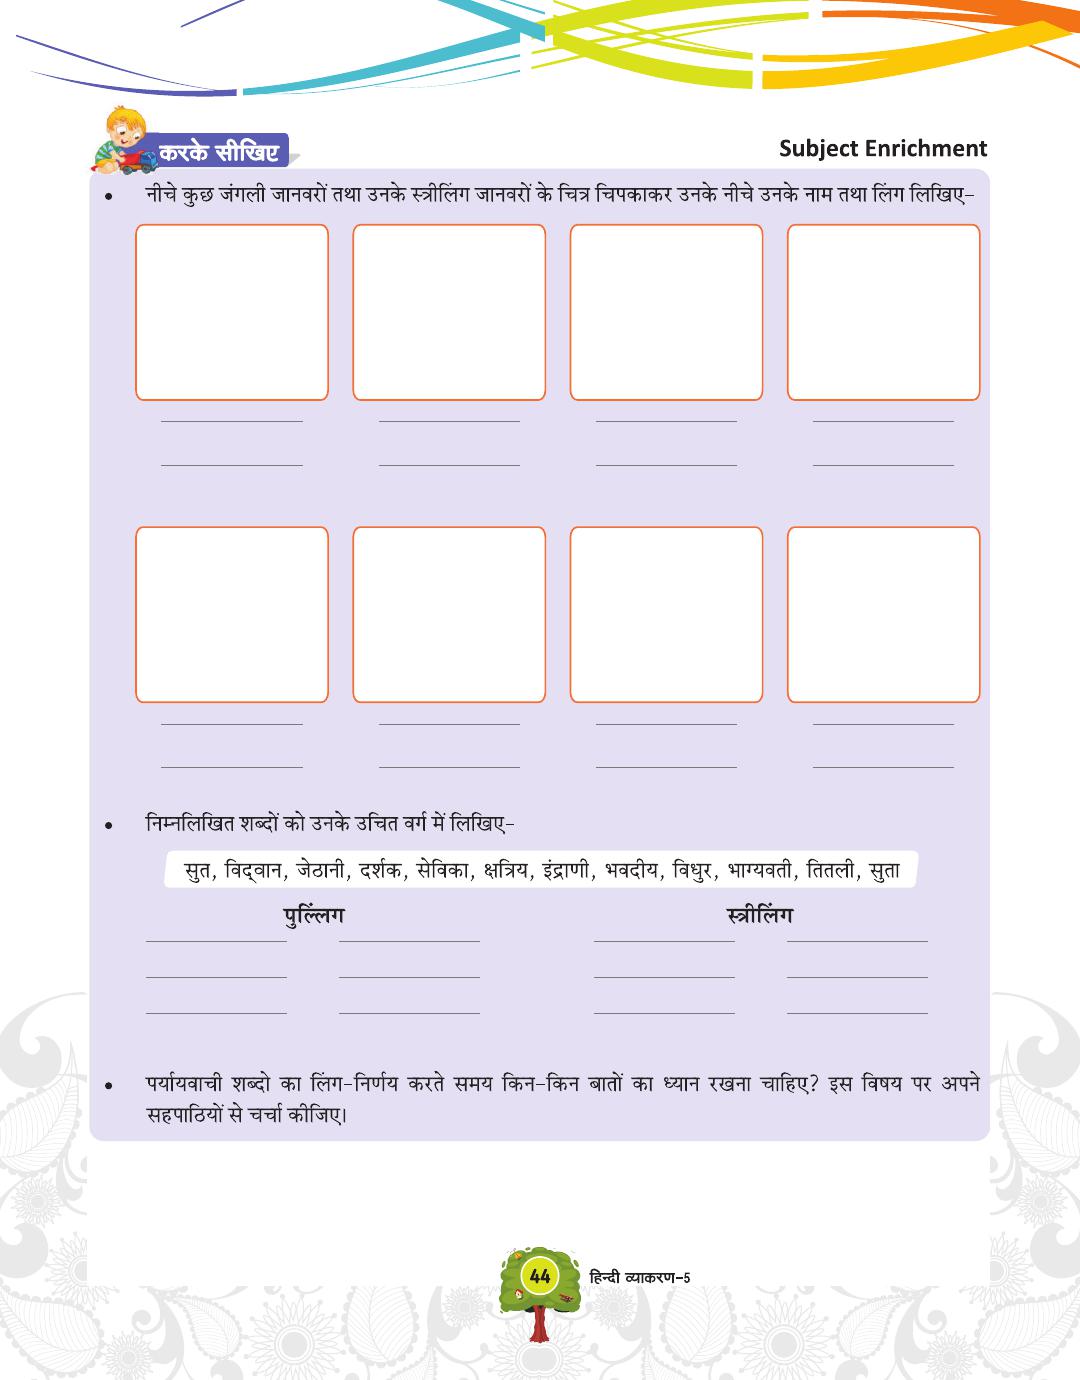 करके सीखिए
Subject Enrichment
• नीचे कुछ जंगली जानवरों तथा उनके स्त्रीलिंग जानवरों के चित्र चिपकाकर उनके नीचे उनके नाम तथा लिंग लिखिए–
• निम्नलिखित शब्दों को उनके उचित वर्ग में लिखिए–
सुत, विद्‌वान, जेठानी, दर्शक, सेविका, क्षत्रिय, इंद्राणी, भवदीय, विधुर, भाग्यवती, तितली, सुता
पुल्लिंग स्त्रीलिंग
• पर्यायवाची शब्दो का लिंग-निर्णय करते समय किन-किन बातों का ध्यान रखना चाहिए? इस विषय पर अपने
सहपाठियों से चर्चा कीजिए।
44 हिन्दी व्याकरण–5